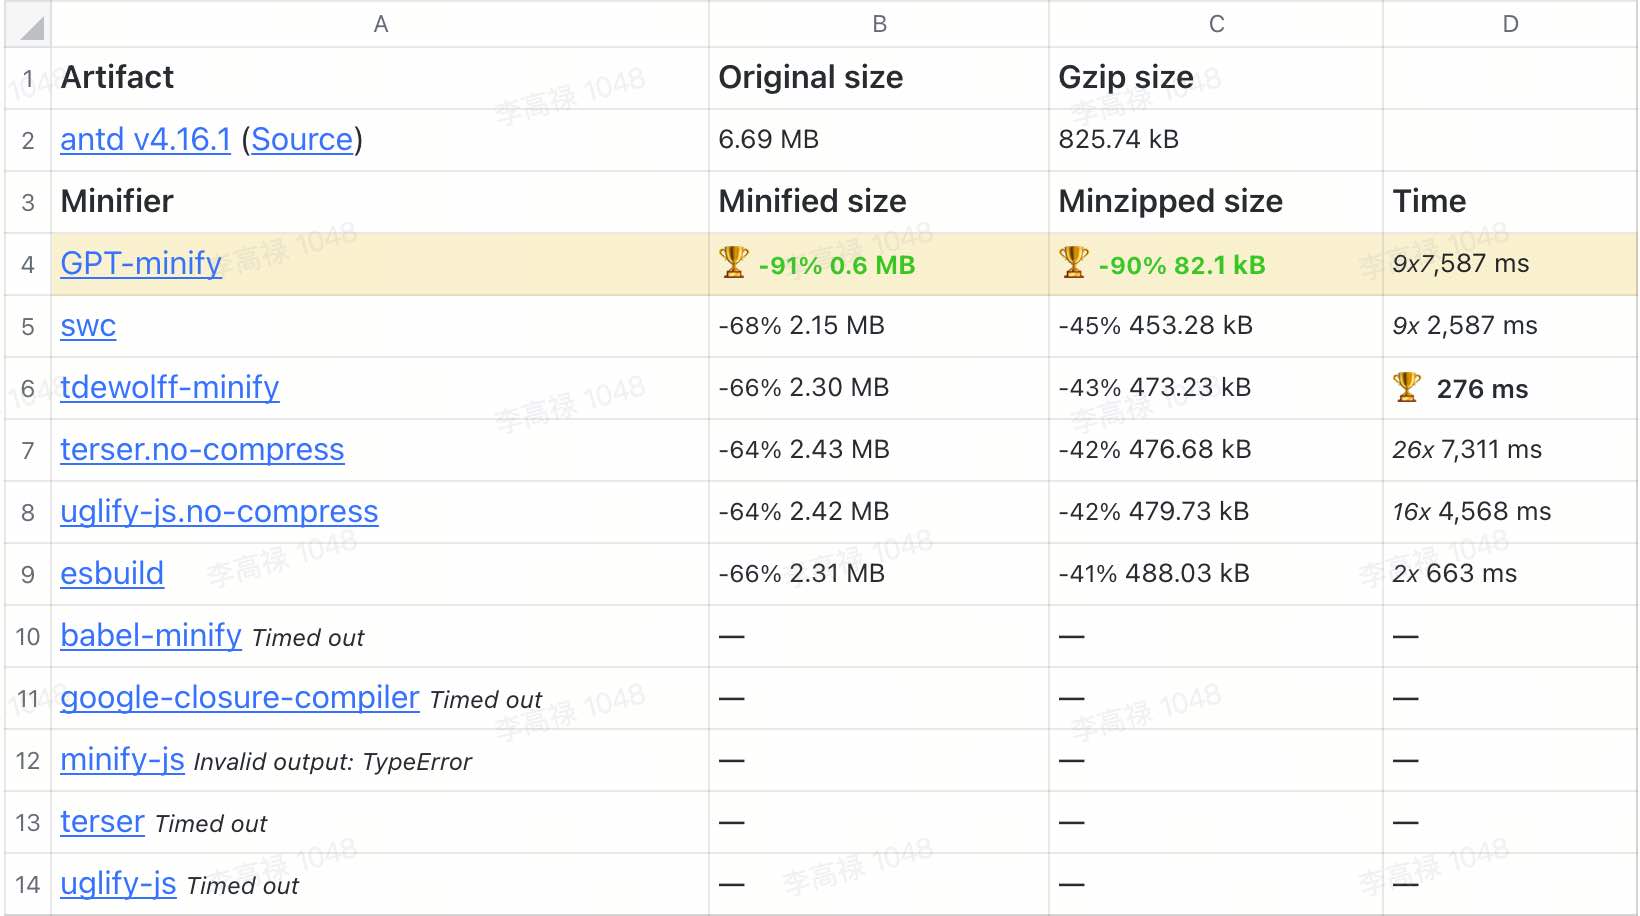 A B C D
1 Artifact Original size Gzip size
2 antd v4.16.1 (Source) 6.69 MB 825.74 kB
3 Minifier Minified size Minzipped size Time
4 GPT-minify 🏆 -91% 0.6 MB 🏆 -90% 82.1 kB 9x7,587 ms
5 swc -68% 2.15 MB -45% 453.28 kB 9x 2,587 ms
6 tdewolff-minify -66% 2.30 MB -43% 473.23 kB 🏆 276 ms
7 terser.no-compress -64% 2.43 MB -42% 476.68 kB 26x 7,311 ms
8 uglify-js.no-compress -64% 2.42 MB -42% 479.73 kB 16x 4,568 ms
9 esbuild -66% 2.31 MB -41% 488.03 kB 2x 663 ms
10 babel-minify Timed out — — —
11 google-closure-compiler Timed out — — —
12 minify-js Invalid output: TypeError — — —
13 terser Timed out — — —
14 uglify-js Timed out — — —
李高禄 1048